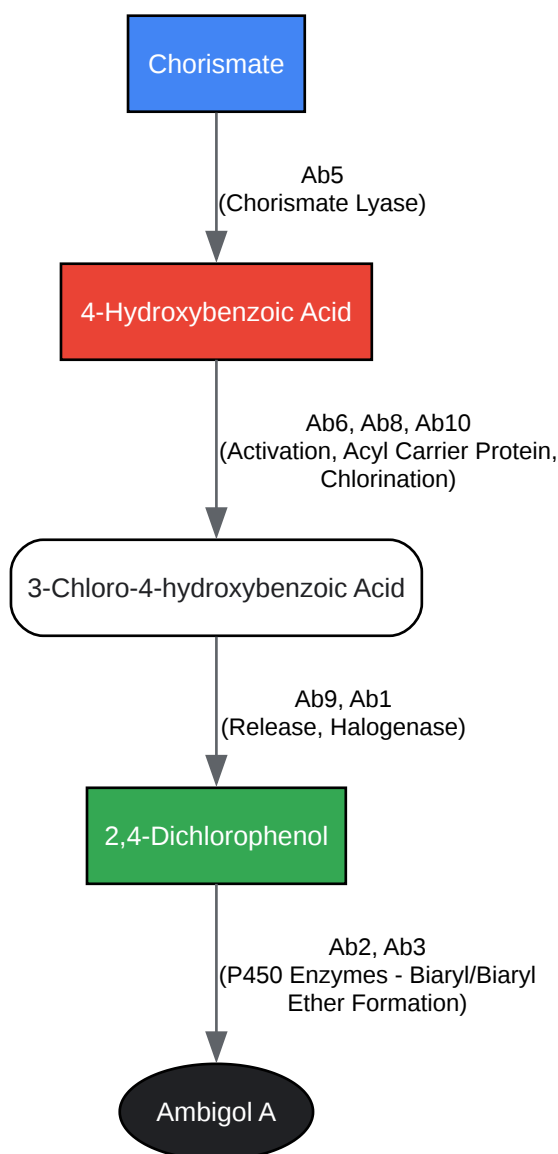 Chorismate
Ab5
(Chorismate Lyase)
4-Hydroxybenzoic Acid
Ab6, Ab8, Ab10
(Activation, Acyl Carrier Protein,
Chlorination)
3-Chloro-4-hydroxybenzoic Acid
Ab9, Ab1
(Release, Halogenase)
2,4-Dichlorophenol
Ab2, Ab3
(P450 Enzymes - Biaryl/Biaryl
Ether Formation)
Ambigol A